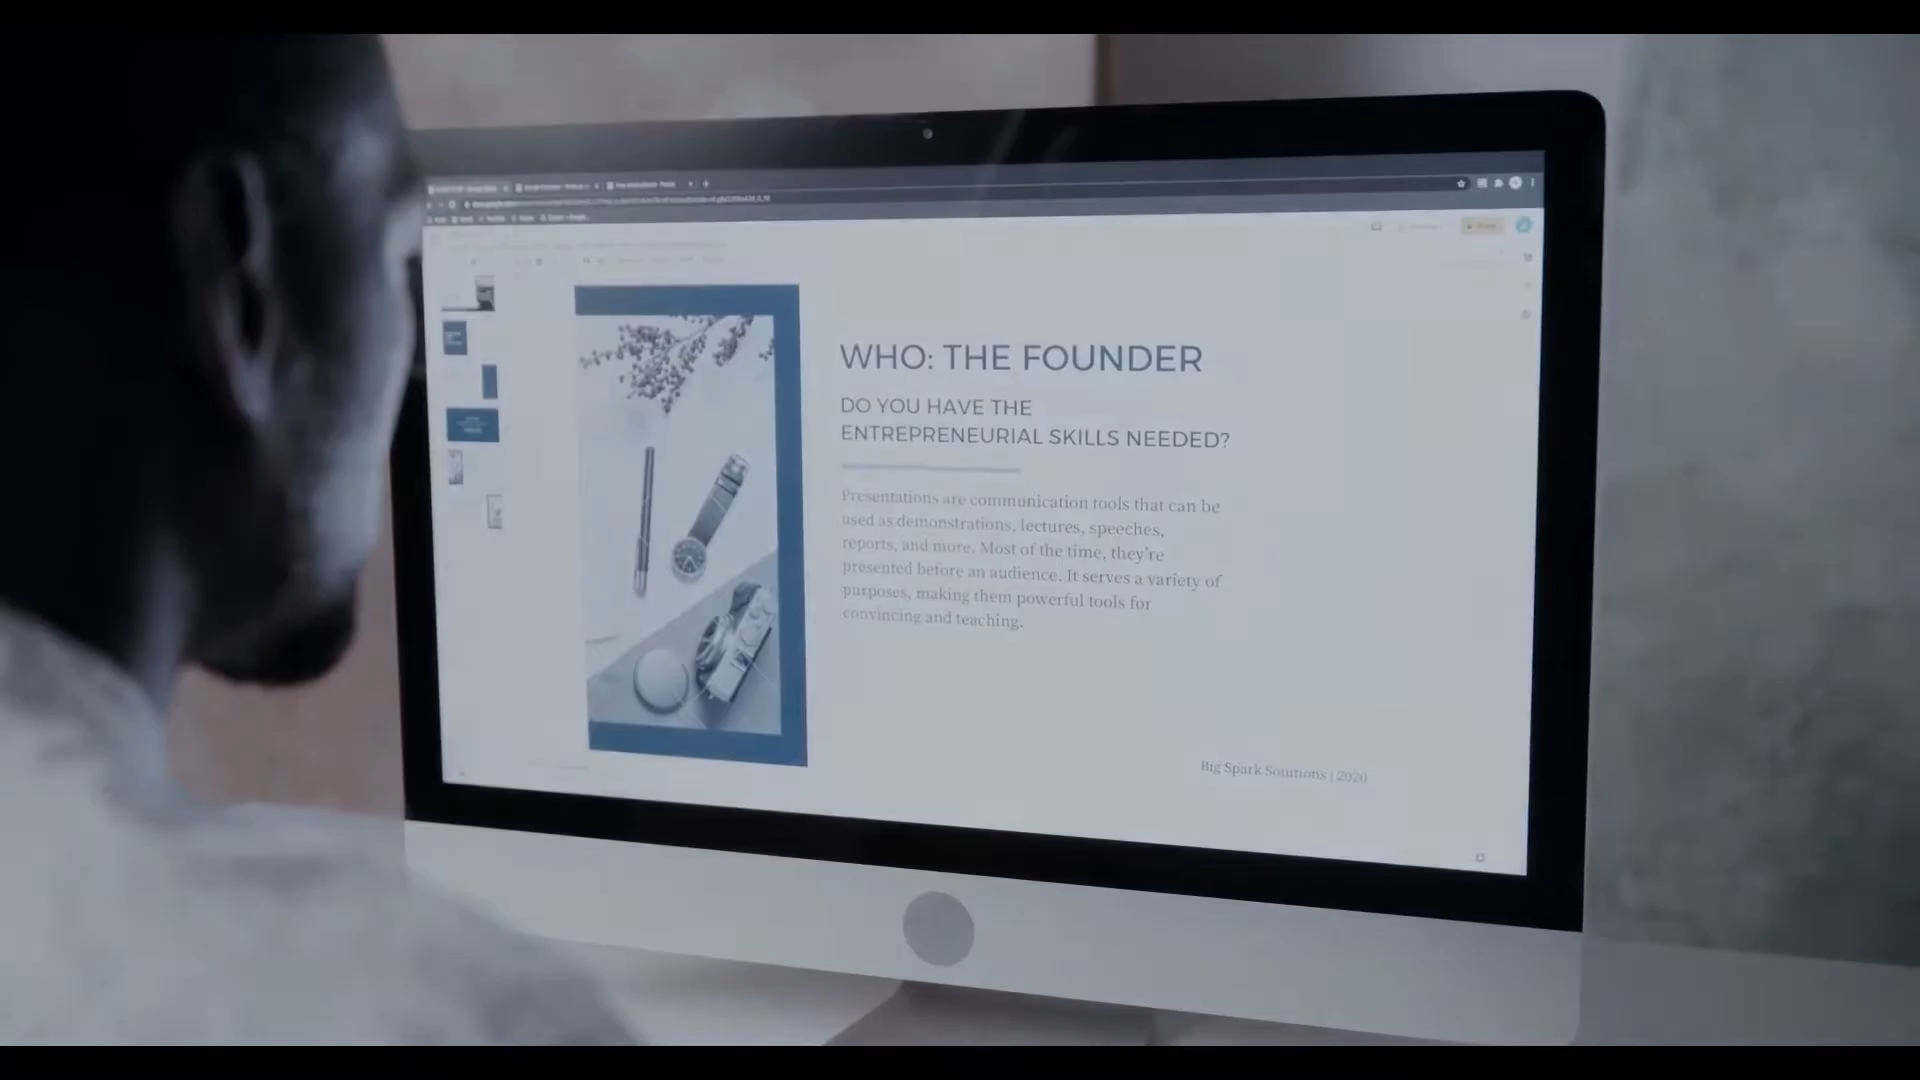 WHO: THE FOUNDER
DO YOU HAVE THE
ENTREPRENEURIAL SKILLS NEEDED?
Presentations are communication tools that can be
used as demonstrations, lectures, speeches,
reports, and more. Most of the time, they're
presented before an audience. It serves a variety of
purposes, making them powerful tools for
convincing and teaching.
Big Spark Solutions | 2020